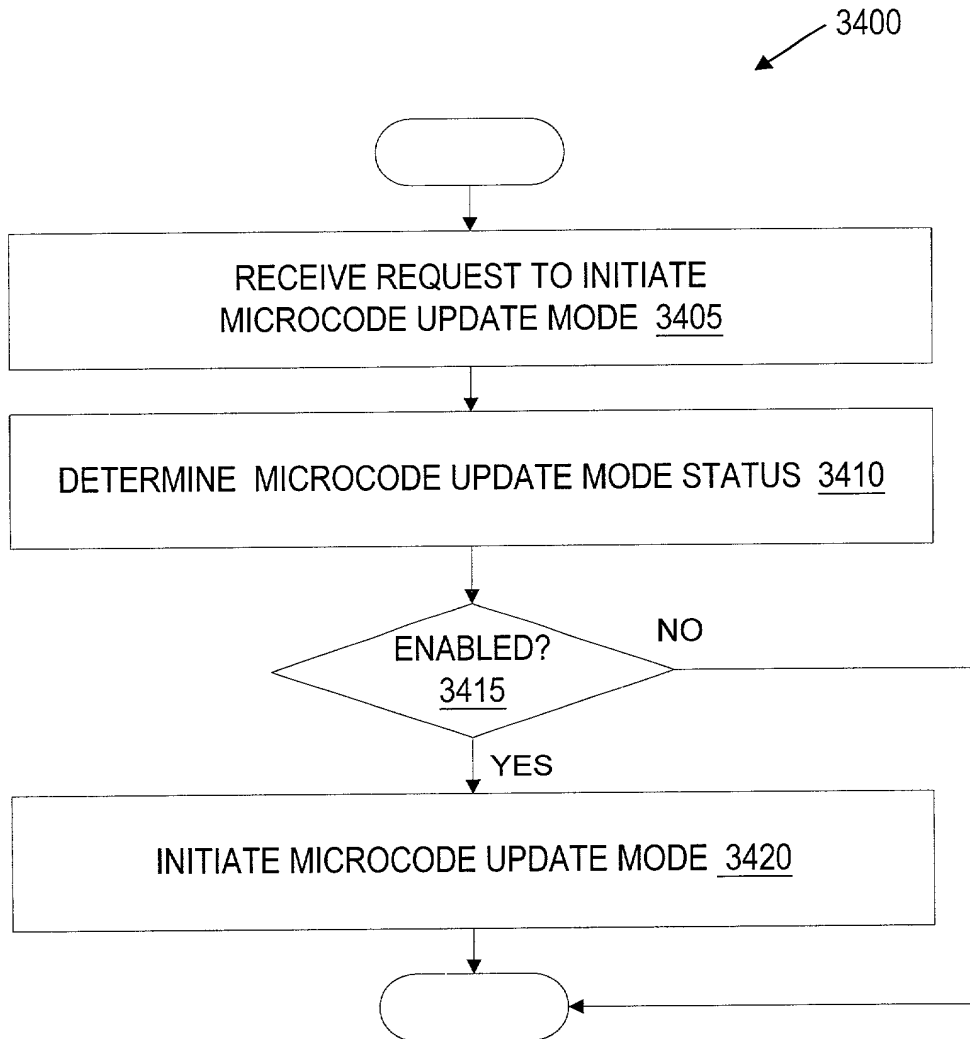 3400
RECEIVE REQUEST TO INITIATE
MICROCODE UPDATE MODE 3405
DETERMINE MICROCODE UPDATE MODE STATUS 3410
ENABLED?
3415
NO
YES
INITIATE MICROCODE UPDATE MODE 3420